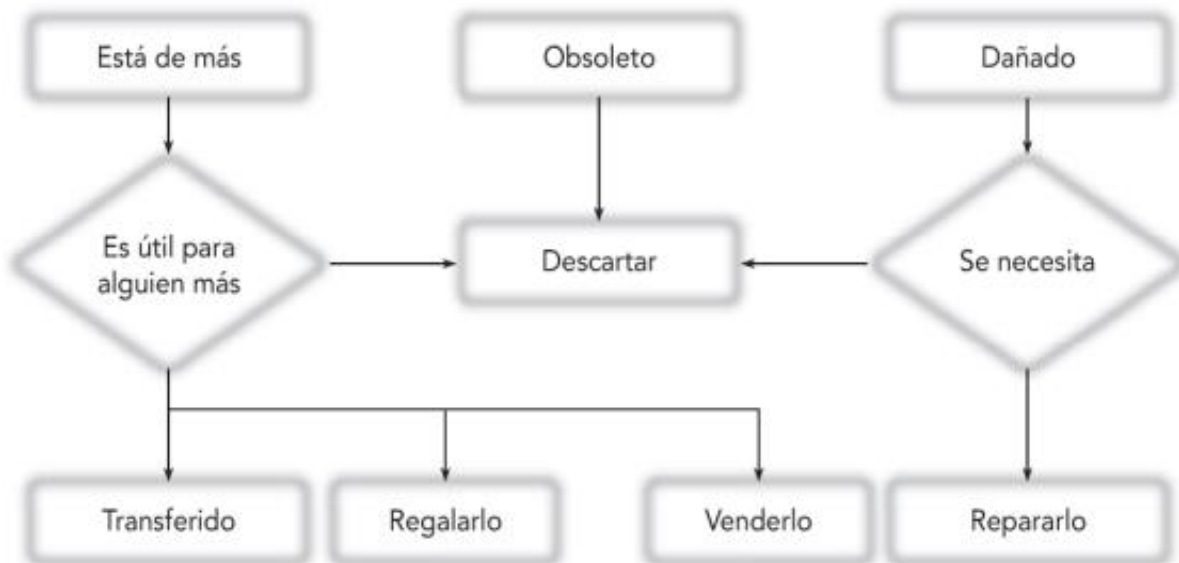 Está de más
Obsoleto
Dañado
Es útil para
alguien más
Descartar
Se necesita
Transferido
Regalarlo
Venderlo
Repararlo